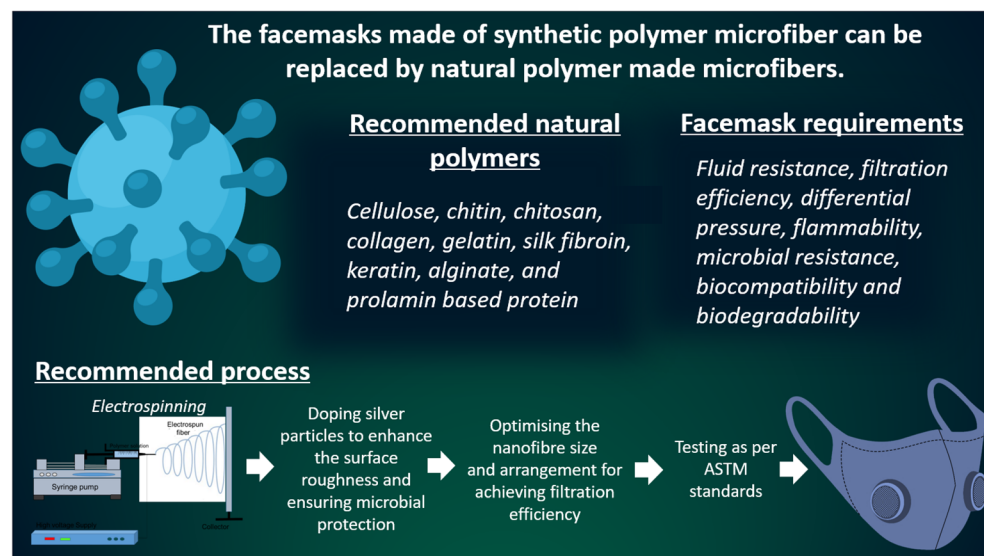 The facemasks made of synthetic polymer microfiber can be
replaced by natural polymer made microfibers.
Recommended natural
polymers
Cellulose, chitin, chitosan,
collagen, gelatin, silk fibroin,
keratin, alginate, and
prolamin based protein
Facemask requirements
Fluid resistance, filtration
efficiency, differential
pressure, flammability,
microbial resistance,
biocompatibility and
biodegradability
Recommended process
Electrospinning
Electrospun
fiber
Syringe pump
High voltage Supply
Collector
Doping silver
particles to enhance
the surface
roughness and
ensuring microbial
protection
Optimising the
nanofibre size
and arrangement for
achieving filtration
efficiency
Testing as per
ASTM
standards